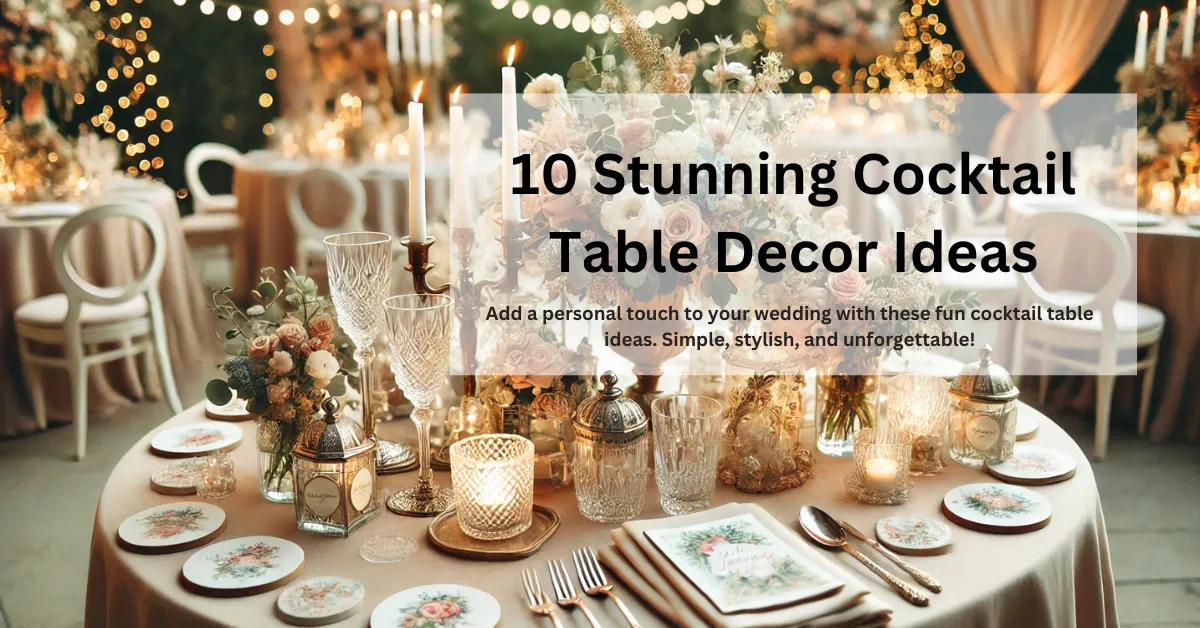 10 Stunning Cocktail
Table Decor Ideas
Add a personal touch to your wedding with these fun cocktail table
ideas. Simple, stylish, and unforgettable!